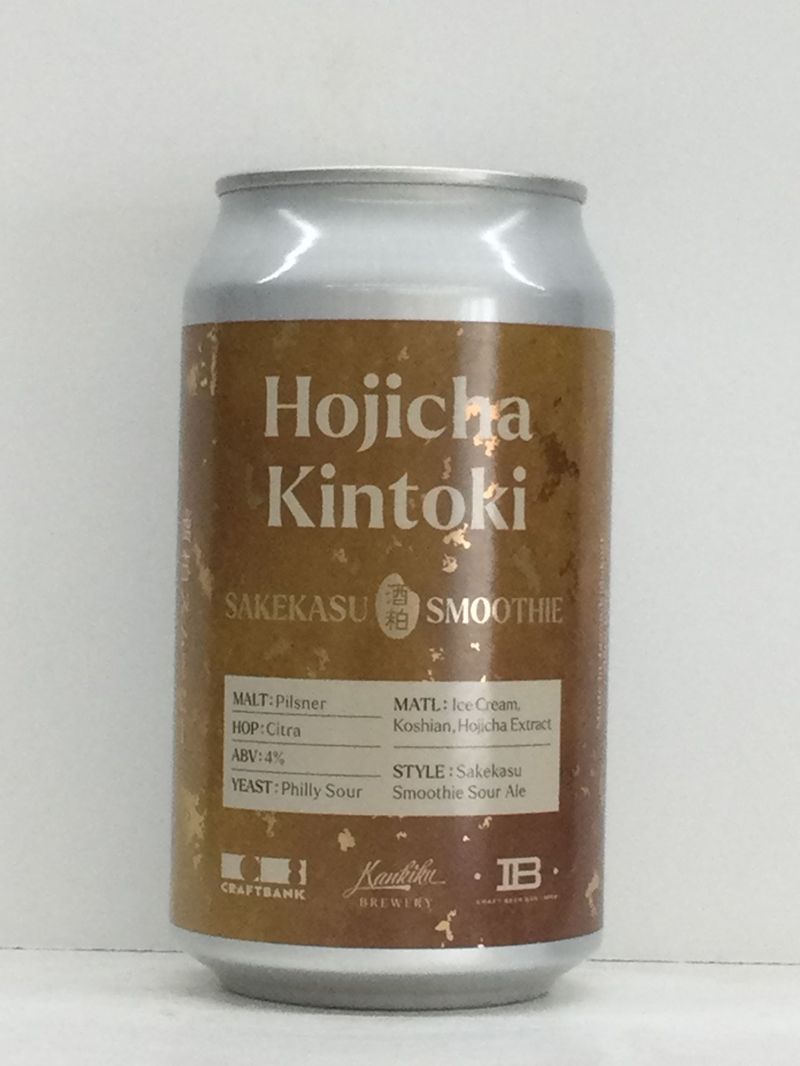 Hojicha
Kintoki
SAKEKASU 酒粕 SMOOTHIE
MALT: Pilsner
HOP: Citra
ABV: 4%
YEAST: Philly Sour
MATL: Ice Cream,
Koshian, Hojicha Extract
STYLE: Sakekasu
Smoothie Sour Ale
CRAFTBANK
Kankiku
BREWERY
IB